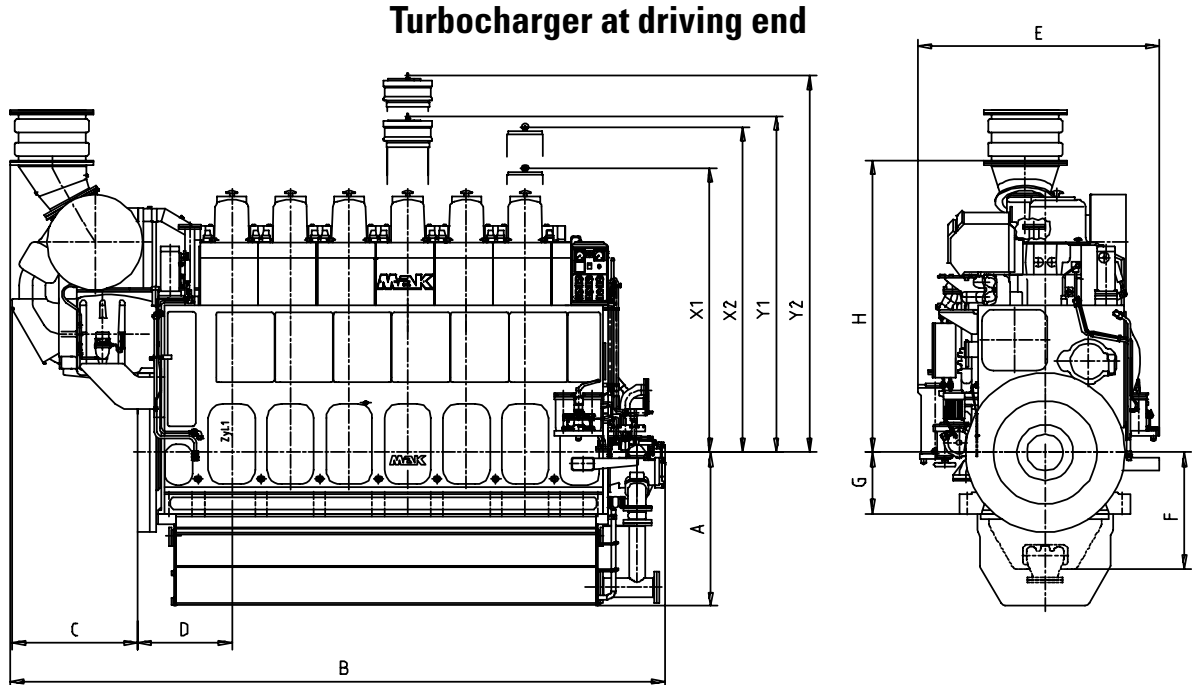 Turbocharger at driving end
E
MaK
X1
X2
Y1
Y2
H
Zyl.1
MaK
A
G
F
C
D
B